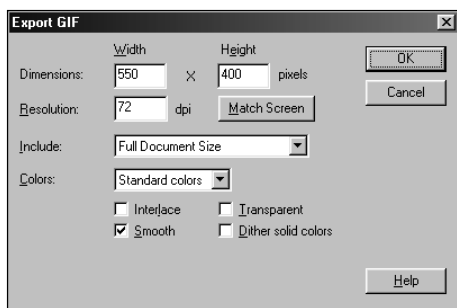 Export GIF
Width Height
OK
Dimensions: 550 X 400 pixels
Cancel
Resolution: 72 dpi Match Screen
Include: Full Document Size
Colors: Standard colors
Interlace Transparent
Smooth Dither solid colors
Help